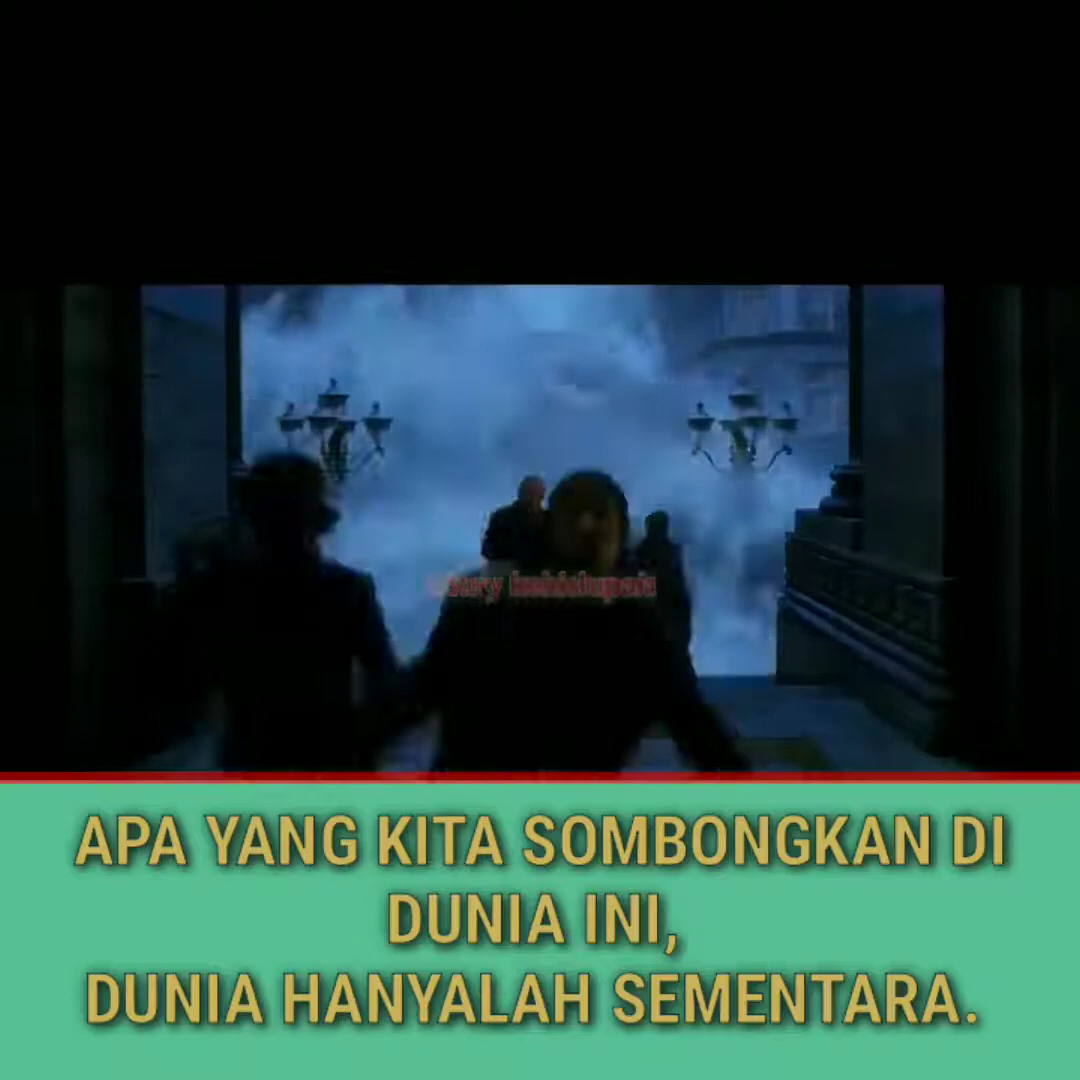 APA YANG KITA SOMBONGKAN DI
DUNIA INI,
DUNIA HANYALAH SEMENTARA.